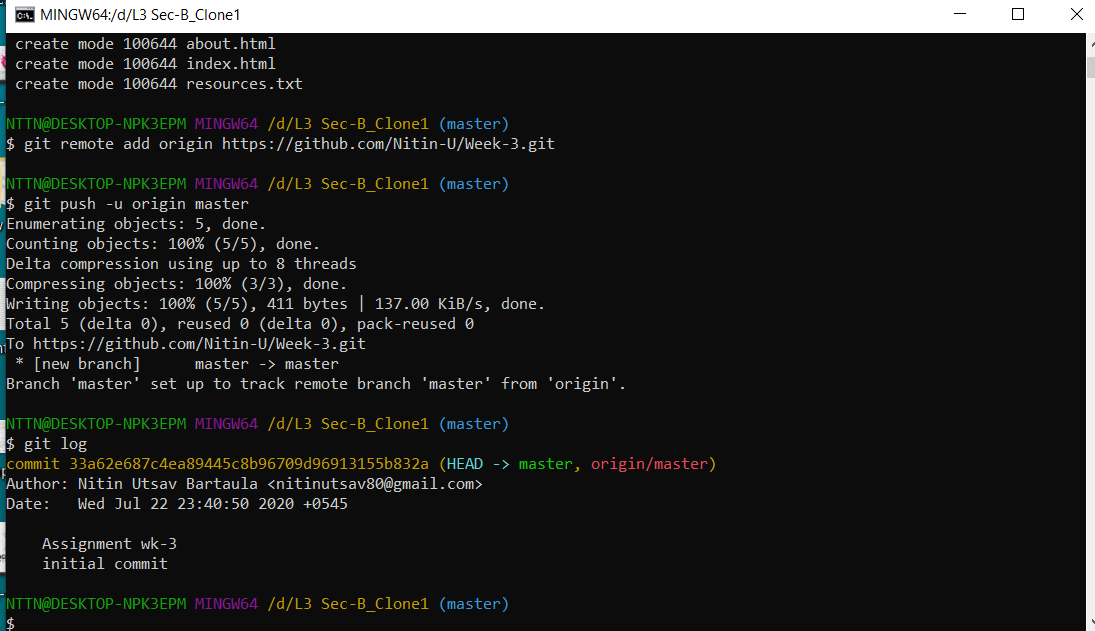 MINGW64:/d/L3 Sec-B_Clone1
create mode 100644 about.html
create mode 100644 index.html
create mode 100644 resources.txt
NTTN@DESKTOP-NPK3EPM MINGW64 /d/L3 Sec-B_Clone1 (master)
$ git remote add origin https://github.com/Nitin-U/Week-3.git
NTTN@DESKTOP-NPK3EPM MINGW64 /d/L3 Sec-B_Clone1 (master)
$ git push -u origin master
Enumerating objects: 5, done.
Counting objects: 100% (5/5), done.
Delta compression using up to 8 threads
Compressing objects: 100% (3/3), done.
Writing objects: 100% (5/5), 411 bytes | 137.00 KiB/s, done.
Total 5 (delta 0), reused 0 (delta 0), pack-reused 0
To https://github.com/Nitin-U/Week-3.git
* [new branch]      master -> master
Branch 'master' set up to track remote branch 'master' from 'origin'.
NTTN@DESKTOP-NPK3EPM MINGW64 /d/L3 Sec-B_Clone1 (master)
$ git log
commit 33a62e687c4ea89445c8b96709d96913155b832a (HEAD -> master, origin/master)
Author: Nitin Utsav Bartaula <nitinutsav80@gmail.com>
Date:   Wed Jul 22 23:40:50 2020 +0545
Assignment wk-3
initial commit
NTTN@DESKTOP-NPK3EPM MINGW64 /d/L3 Sec-B_Clone1 (master)
$